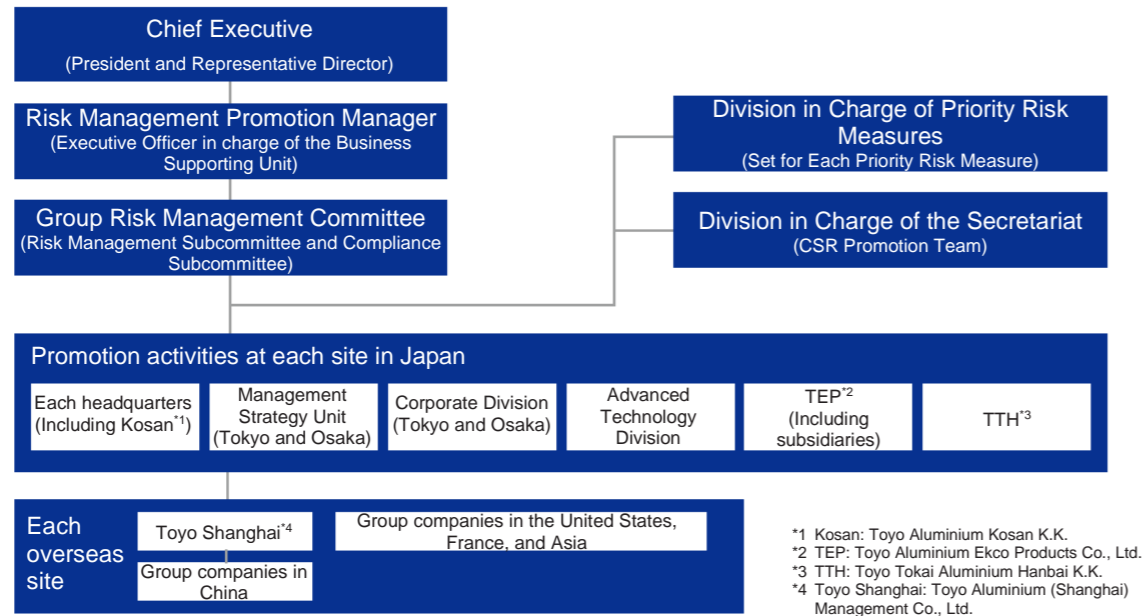 Chief Executive
(President and Representative Director)
Risk Management Promotion Manager
(Executive Officer in charge of the Business
Supporting Unit)
Division in Charge of Priority Risk
Measures
(Set for Each Priority Risk Measure)
Group Risk Management Committee
(Risk Management Subcommittee and Compliance
Subcommittee)
Division in Charge of the Secretariat
(CSR Promotion Team)
Promotion activities at each site in Japan
Each headquarters
(Including Kosan*1)
Management
Strategy Unit
(Tokyo and Osaka)
Corporate Division
(Tokyo and Osaka)
Advanced
Technology
Division
TEP*2
(Including
subsidiaries)
TTH*3
Each
overseas
site
Toyo Shanghai*4
Group companies in
China
Group companies in the United States,
France, and Asia
*1 Kosan: Toyo Aluminium Kosan K.K.
*2 TEP: Toyo Aluminium Ekco Products Co., Ltd.
*3 TTH: Toyo Tokai Aluminium Hanbai K.K.
*4 Toyo Shanghai: Toyo Aluminium (Shanghai)
Management Co., Ltd.